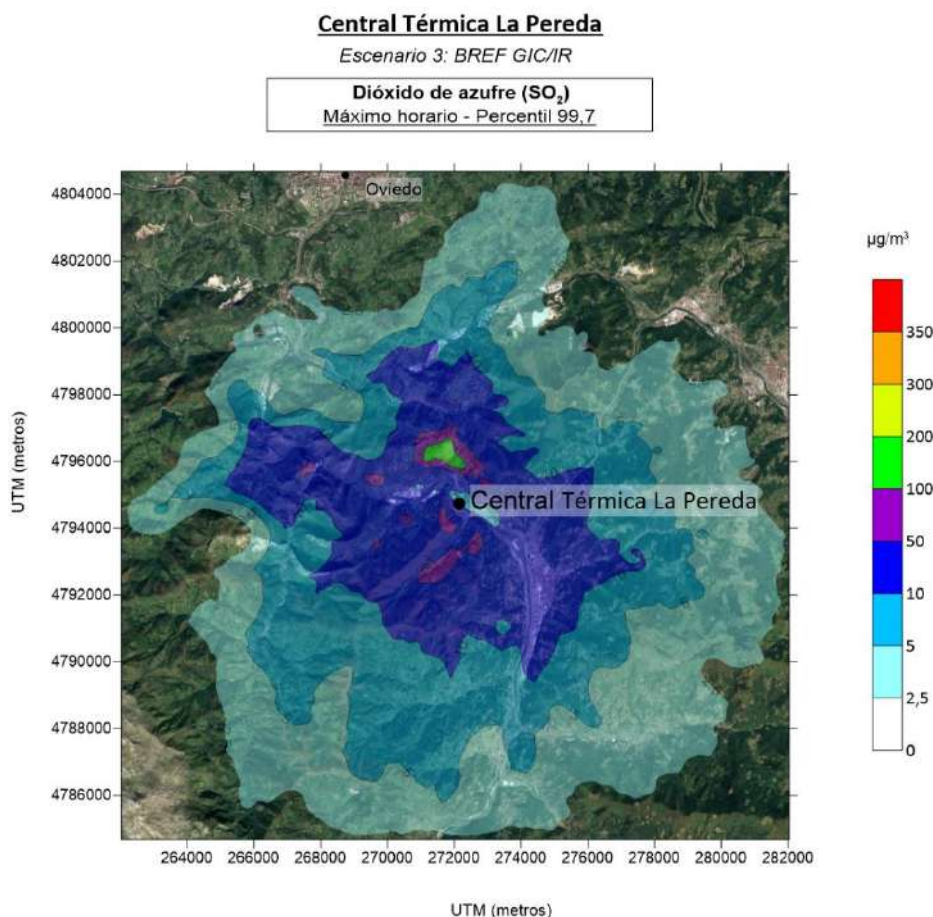 Central Térmica La Pereda
Escenario 3: BREF GIC/IR
Dióxido de azufre (SO₂)
Máximo horario - Percentil 99,7
Oviedo
Central Térmica La Pereda
UTM (metros)
4804000
4802000
4800000
4798000
4796000
4794000
4792000
4790000
4788000
4786000
264000 266000 268000 270000 272000 274000 276000 278000 280000 282000
UTM (metros)
µg/m³
350
300
200
100
50
10
5
2,5
0